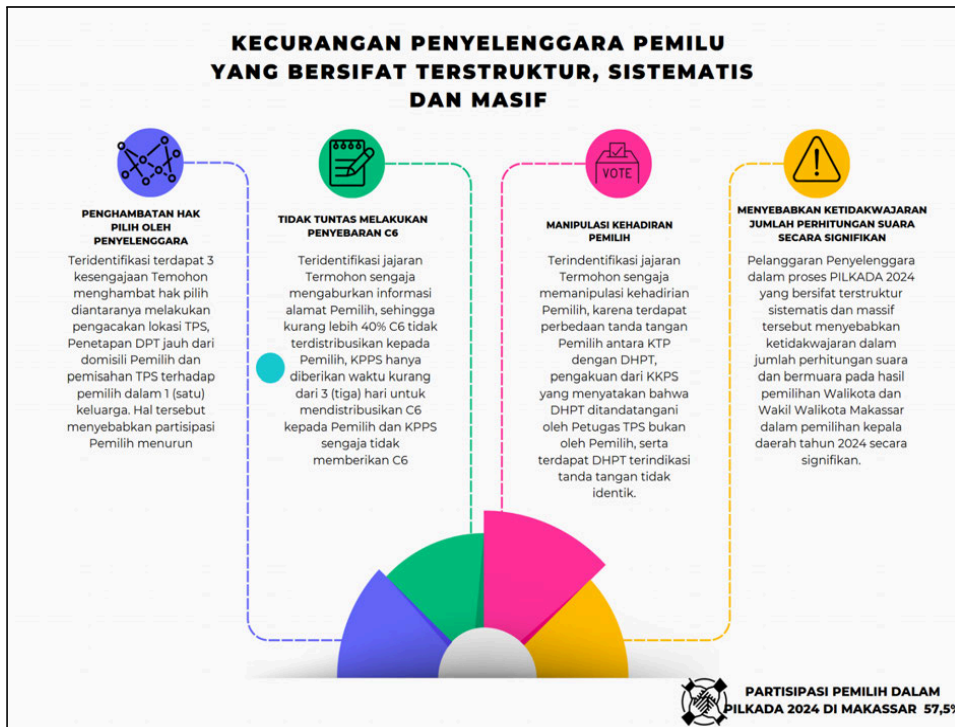 KECURANGAN PENYELENGGARA PEMILU
YANG BERSIFAT TERSTRUKTUR, SISTEMATIS
DAN MASIF
PENGHAMBATAN HAK
PILIH OLEH
PENYELENGGARA
Teridentifikasi terdapat 3
kesengajaan Temohon
menghambat hak pilih
diantaranya melakukan
pengacakan lokasi TPS,
Penetapan DPT jauh dari
domisili Pemilih dan
pemisahan TPS terhadap
pemilih dalam 1 (satu)
keluarga. Hal tersebut
menyebabkan partisipasi
Pemilih menurun
TIDAK TUNTAS MELAKUKAN
PENYEBARAN C6
Teridentifikasi jajaran
Termohon sengaja
mengaburkan informasi
alamat Pemilih, sehingga
kurang lebih 40% C6 tidak
terdistribusikan kepada
Pemilih, KPPS hanya
diberikan waktu kurang
dari 3 (tiga) hari untuk
mendistribusikan C6
kepada Pemilih dan KPPS
sengaja tidak
memberikan C6
VOTE
MANIPULASI KEHADIRAN
PEMILIH
Terindentifikasi jajaran
Termohon sengaja
memanipulasi kehadirian
Pemilih, karena terdapat
perbedaan tanda tangan
Pemilih antara KTP
dengan DHPT,
pengakuan dari KKPS
yang menyatakan bahwa
DHPT ditandatangani
oleh Petugas TPS bukan
oleh Pemilih, serta
terdapat DHPT terindikasi
tanda tangan tidak
identik.
MENYEBABKAN KETIDAKWAJARAN
JUMLAH PERHITUNGAN SUARA
SECARA SIGNIFIKAN
Pelanggaran Penyelenggara
dalam proses PILKADA 2024
yang bersifat terstruktur
sistematis dan massif
tersebut menyebabkan
ketidakwajaran dalam
jumlah perhitungan suara
dan bermuara pada hasil
pemilihan Walikota dan
Wakil Walikota Makassar
dalam pemilihan kepala
daerah tahun 2024 secara
signifikan.
PARTISIPASI PEMILIH DALAM
PILKADA 2024 DI MAKASSAR 57,5%